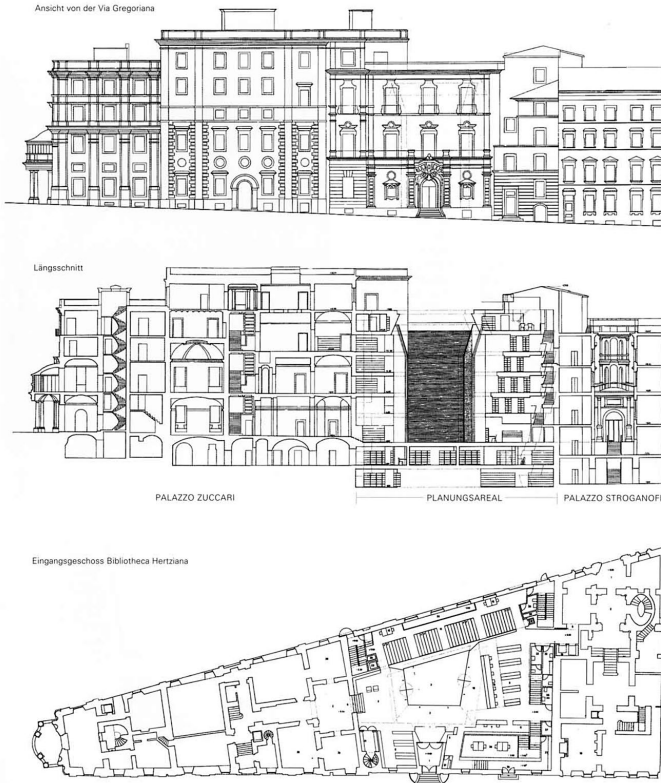 Ansicht von der Via Gregoriana
Längsschnitt
PALAZZO ZUCCARI
PLANUNGSAREAL
PALAZZO STROGANOFF
Eingangsgeschoss Bibliotheca Hertziana